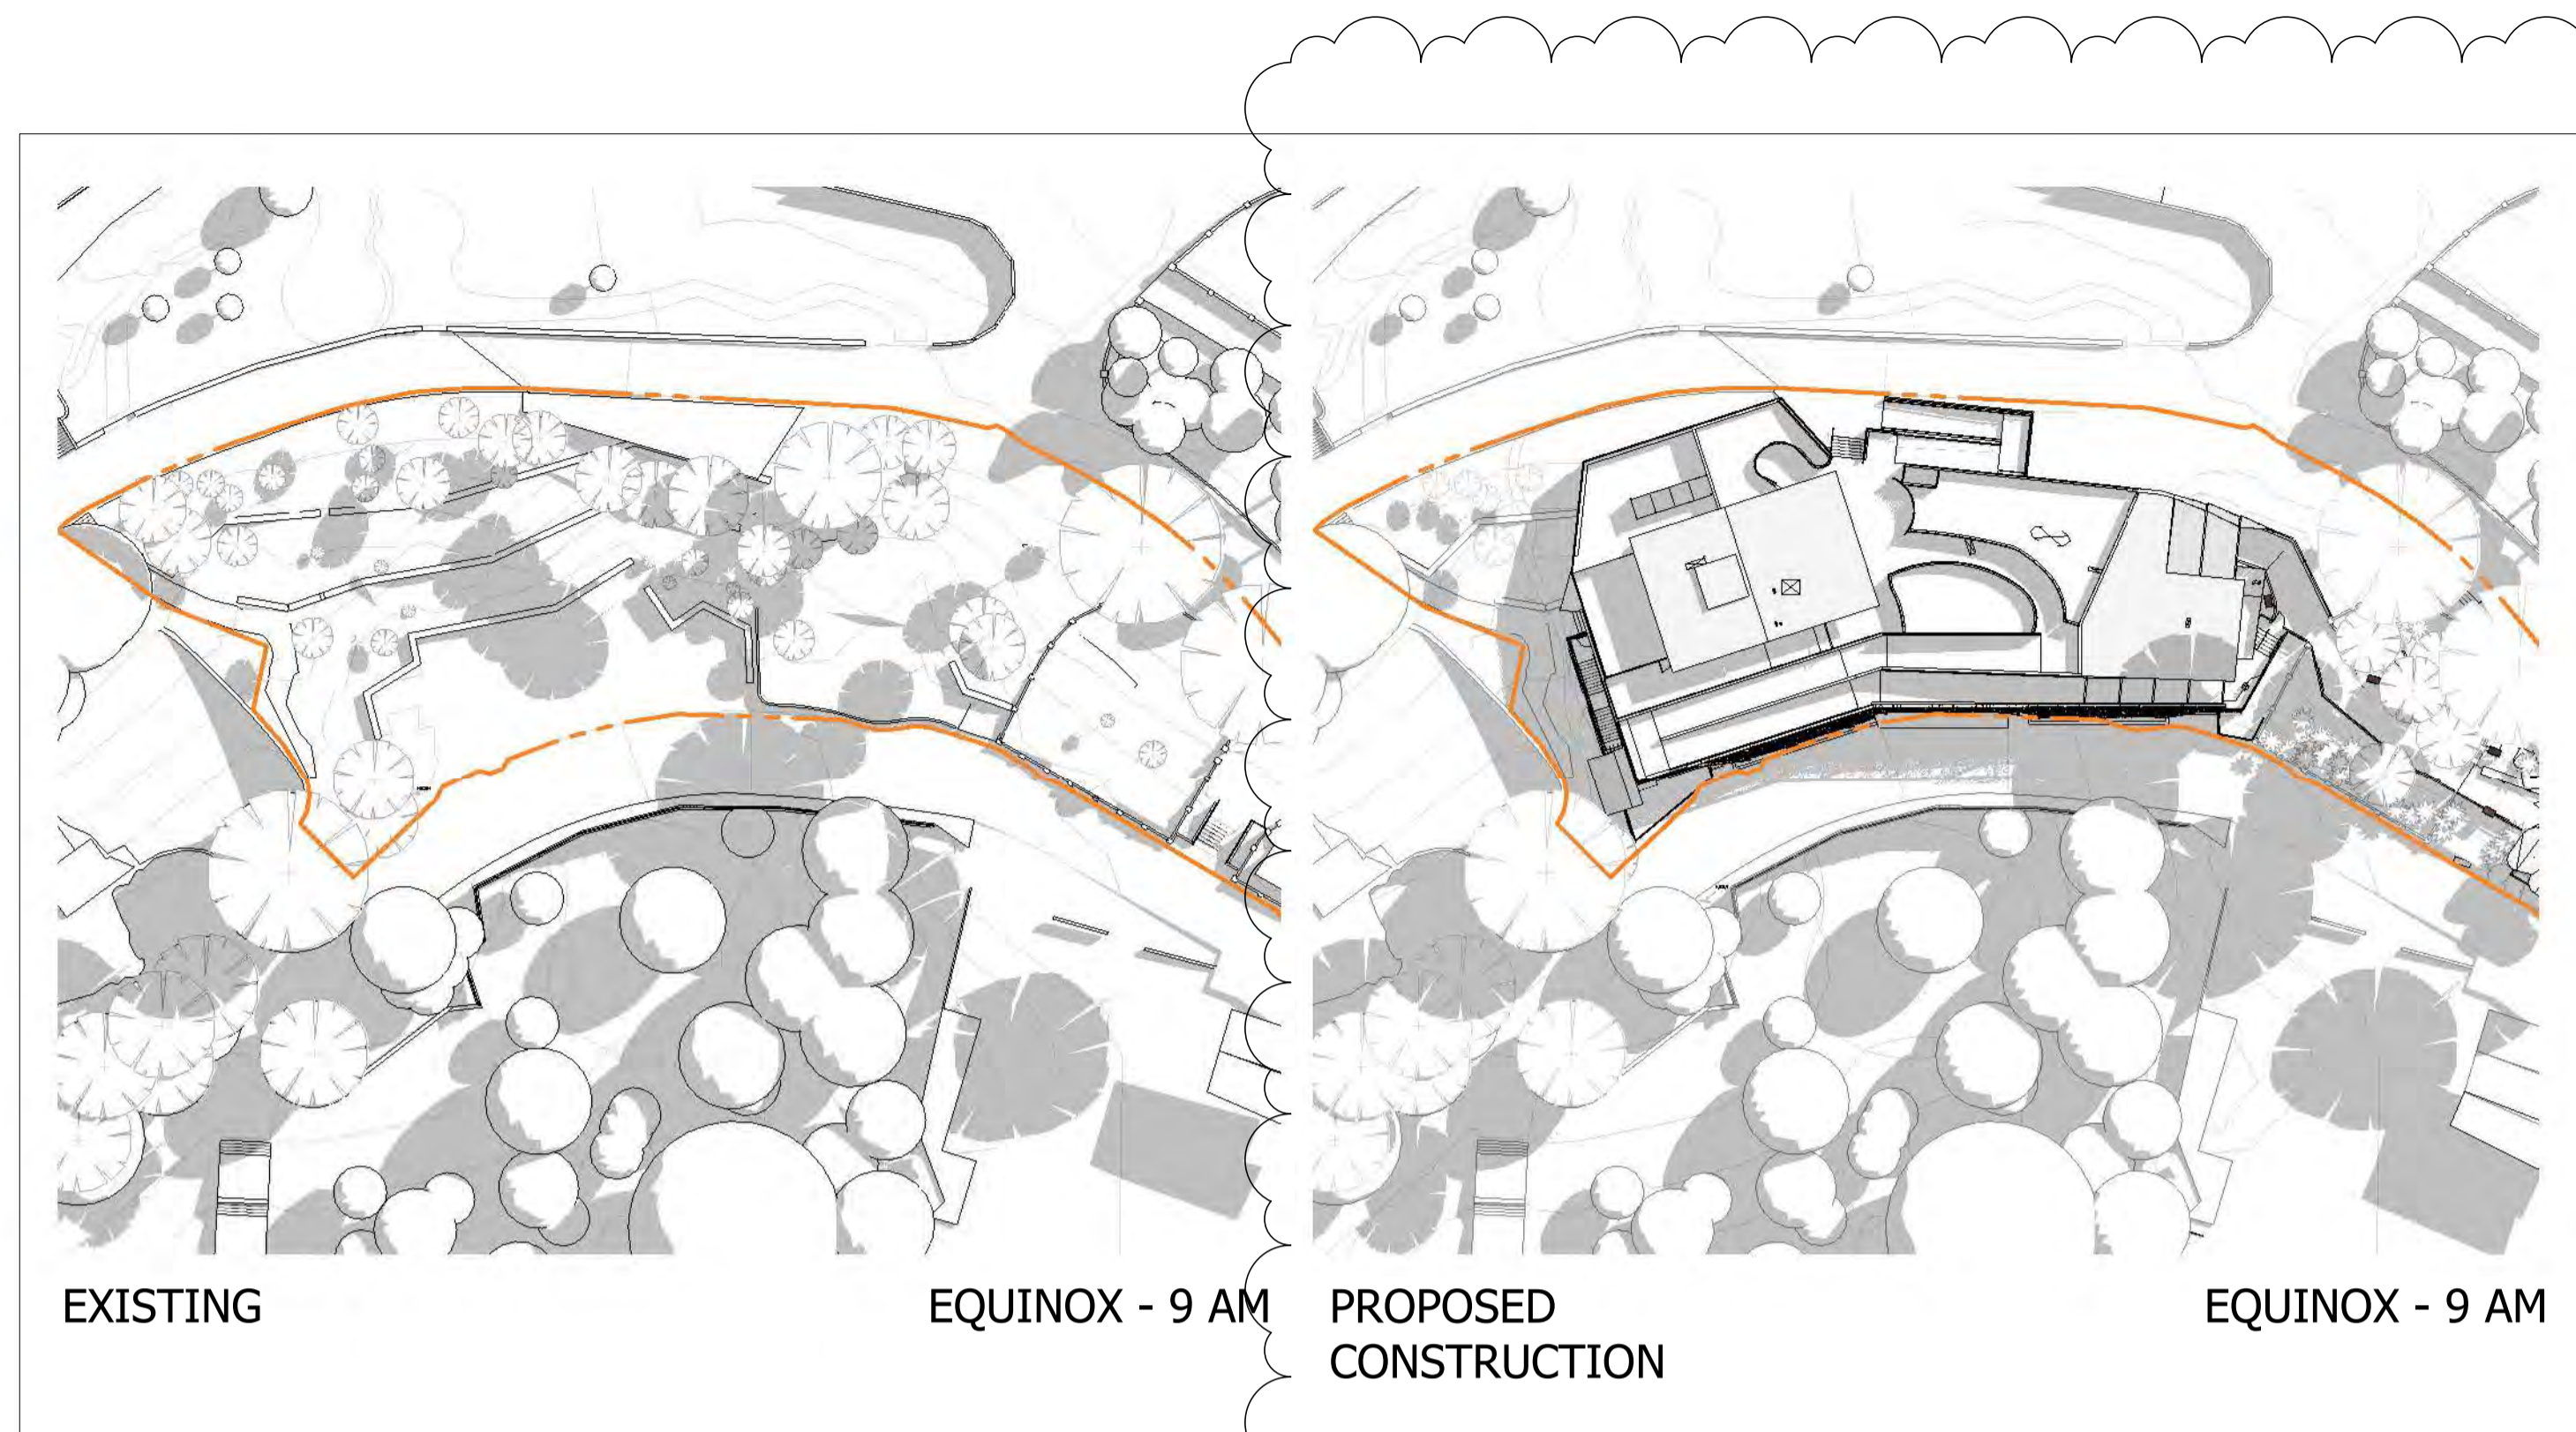 EXISTING
EQUINOX - 9 AM
PROPOSED
CONSTRUCTION
EQUINOX - 9 AM